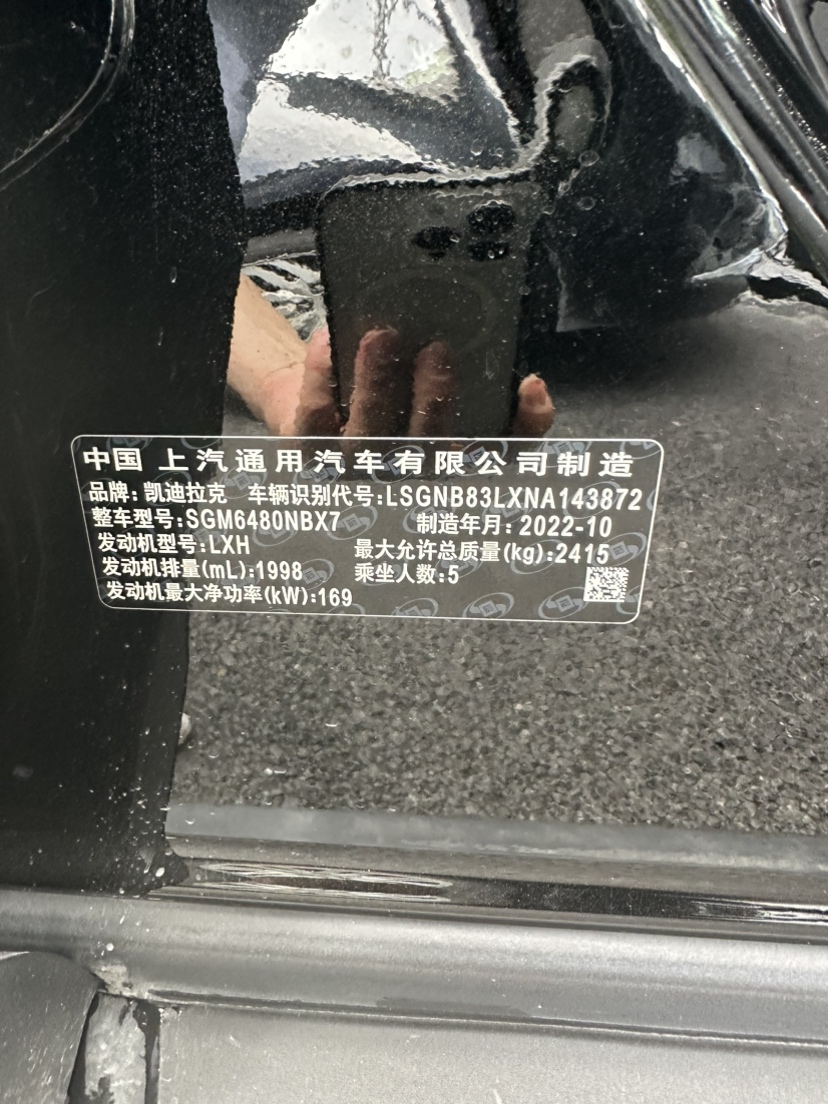 中国 上汽通用汽车有限公司制造
品牌: 凯迪拉克 车辆识别代号:LSGNB83LXNA143872
整车型号:SGM6480NBX7 制造年月: 2022-10
发动机型号:LXH 最大允许总质量(kg):2415
发动机排量(mL):1998 乘坐人数:5
发动机最大净功率(kW):169